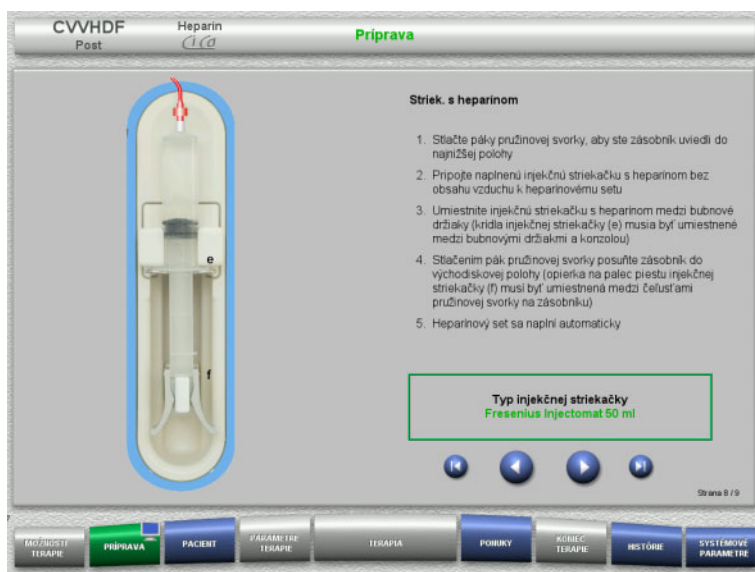 CVVHDF
Post
Heparin
Ci Ca
Príprava
Striek. s heparínom
1. Stlačte páky pružinovej svorky, aby ste zásobník uviedli do
najnižšej polohy
2. Pripojte naplnenú injekčnú striekačku s heparínom bez
obsahu vzduchu k heparínovému setu
3. Umiestnite injekčnú striekačku s heparínom medzi bubnové
držiaky (krídla injekčnej striekačky (e) musia byť umiestnené
medzi bubnovými držiakmi a konzolou)
4. Stlačením pák pružinovej svorky posuňte zásobník do
východiskovej polohy (opierka na palec piestu injekčnej
striekačky (f) musí byť umiestnená medzi čeľusťami
pružinovej svorky na zásobníku)
5. Heparínový set sa naplní automaticky
e
f
Typ injekčnej striekačky
Fresenius Injectomat 50 ml
Strana 8 / 9
MOŽNOSTI
TERAPIE
PRÍPRAVA
PACIENT
PARAMETRE
TERAPIE
TERAPIA
PONUKY
KONIEC
TERAPIE
HISTÓRIE
SYSTÉMOVÉ
PARAMETRE